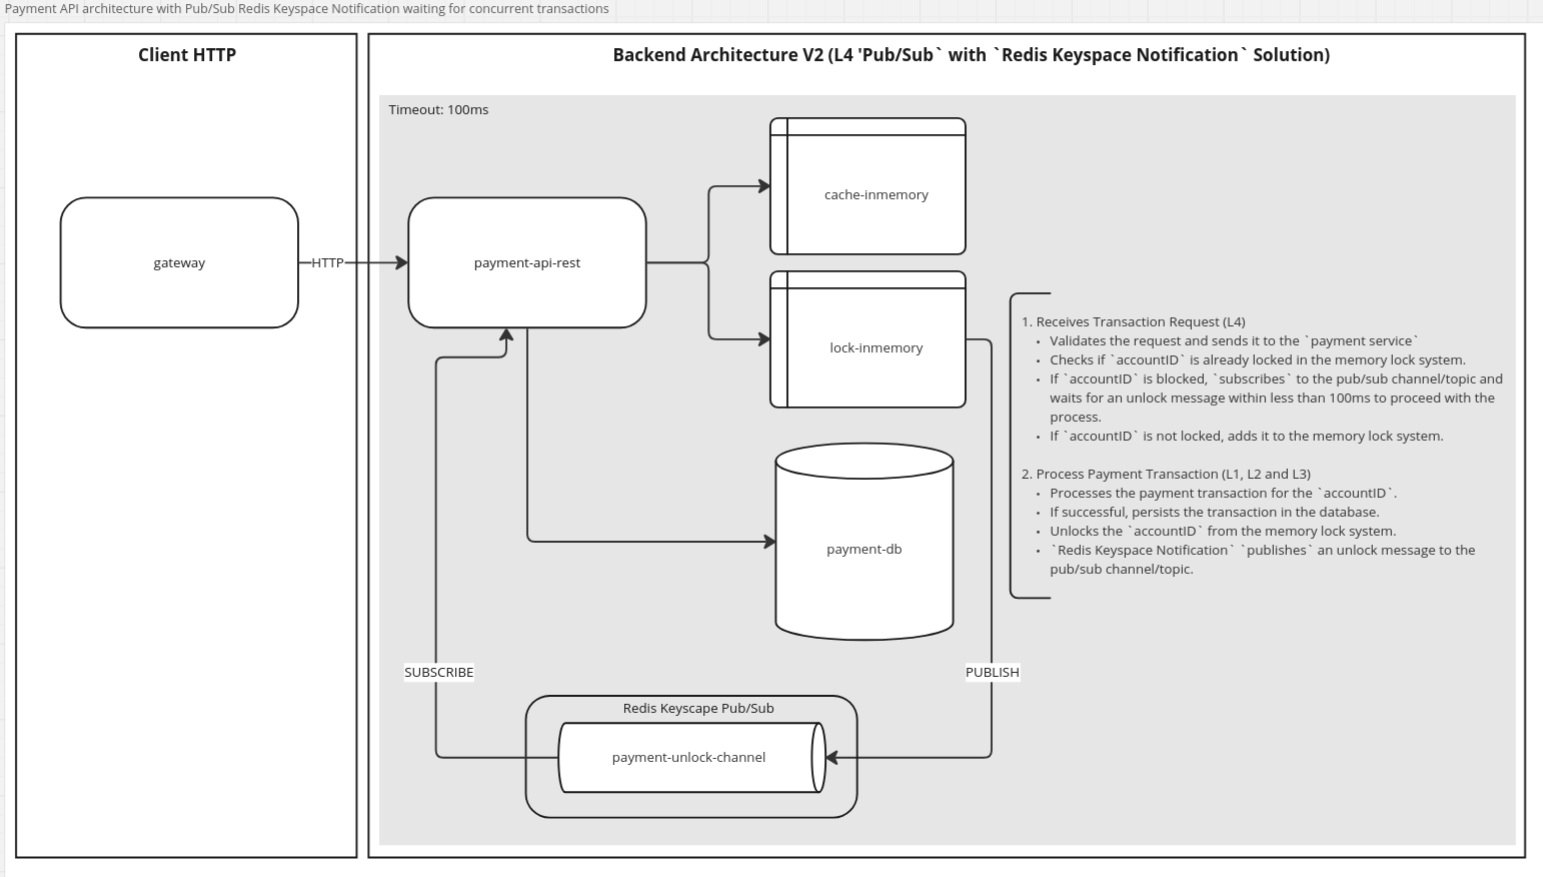 Payment API architecture with Pub/Sub Redis Keyspace Notification waiting for concurrent transactions
Client HTTP
Backend Architecture V2 (L4 'Pub/Sub` with `Redis Keyspace Notification` Solution)
Timeout: 100ms
cache-inmemory
gateway
HTTP
payment-api-rest
lock-inmemory
1. Receives Transaction Request (L4)
• Validates the request and sends it to the `payment service`
• Checks if `accountID` is already locked in the memory lock system.
• If `accountID` is blocked, `subscribes` to the pub/sub channel/topic and
waits for an unlock message within less than 100ms to proceed with the
process.
• If `accountID` is not locked, adds it to the memory lock system.
2. Process Payment Transaction (L1, L2 and L3)
• Processes the payment transaction for the `accountID`.
• If successful, persists the transaction in the database.
• Unlocks the `accountID` from the memory lock system.
• `Redis Keyspace Notification` `publishes` an unlock message to the
pub/sub channel/topic.
payment-db
SUBSCRIBE
PUBLISH
Redis Keyscape Pub/Sub
payment-unlock-channel